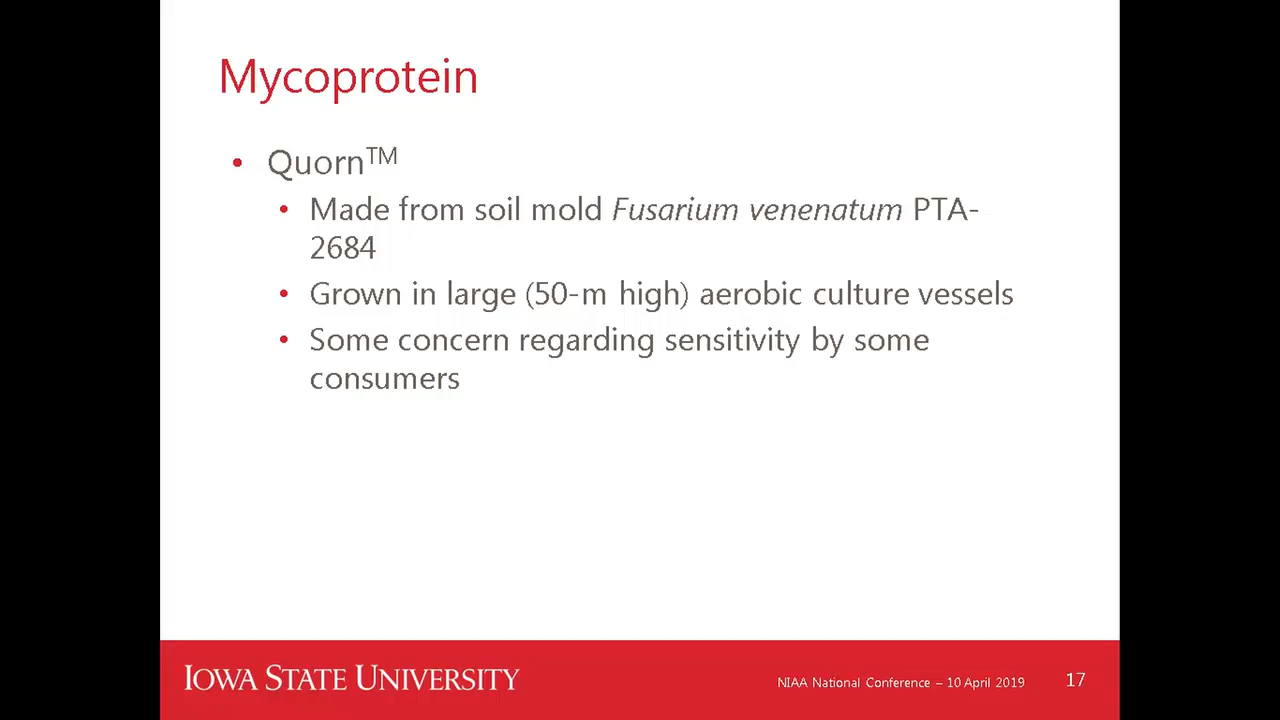 Mycoprotein
• Quorn™
• Made from soil mold Fusarium venenatum PTA-
2684
• Grown in large (50-m high) aerobic culture vessels
• Some concern regarding sensitivity by some
consumers
IOWA STATE UNIVERSITY
NIAA National Conference – 10 April 2019
17